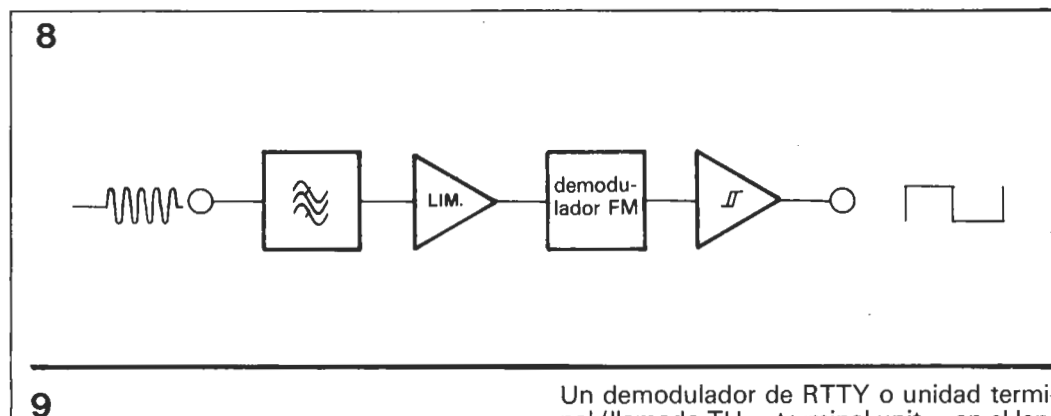 8
LIM.
demodu-
lador FM
9
Un demodulador de RTTY o unidad termi-